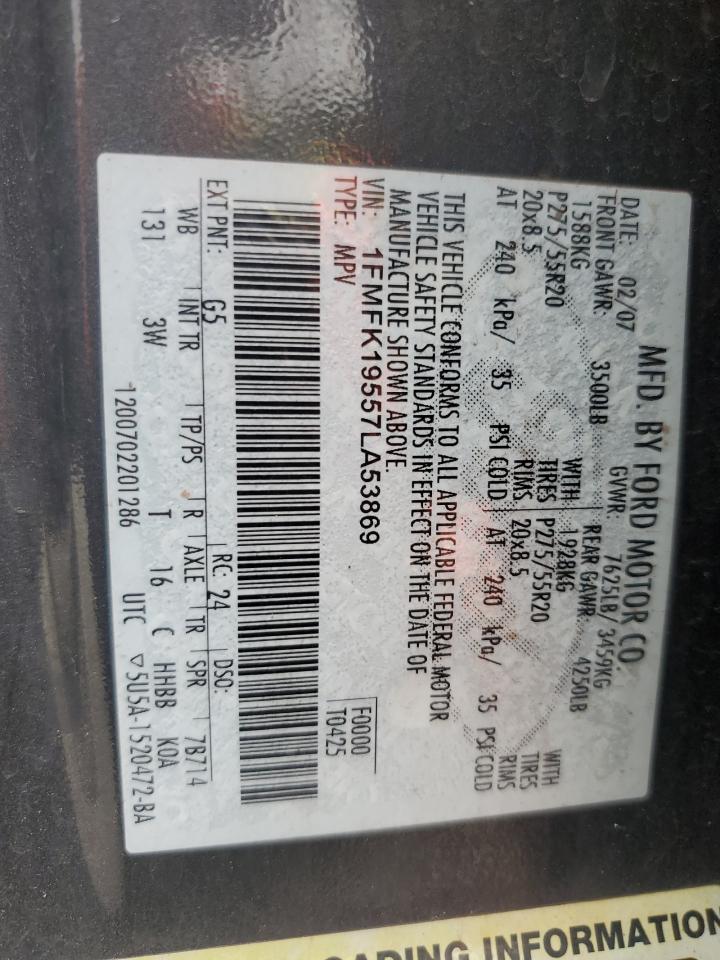 MFD. BY FORD MOTOR CO.
DATE: 02/07 GVWR: 7625LB/3459KG
FRONT GAWR: 3500LB REAR GAWR: 4250LB
1588KG WITH 1928KG WITH
P275/55R20 TIRES P275/55R20 TIRES
20x8.5 RIMS 20x8.5 RIMS
AT 240 kPa/ 35 PSI COLD AT 240 kPa/ 35 PSI COLD
THIS VEHICLE CONFORMS TO ALL APPLICABLE FEDERAL MOTOR
VEHICLE SAFETY STANDARDS IN EFFECT ON THE DATE OF
MANUFACTURE SHOWN ABOVE.
VIN: 1FMFK19557LA53869 F0000
TYPE: MPV T0425
EXT PNT: G5 RC: 24 DSO:
WB INT TR TP/PS R AXLE TR SPR 7B714
131 3W T 16 C HHBB KOA
1200702201286 UTC ▽5U5A-1520472-BA
ADING INFORMATION